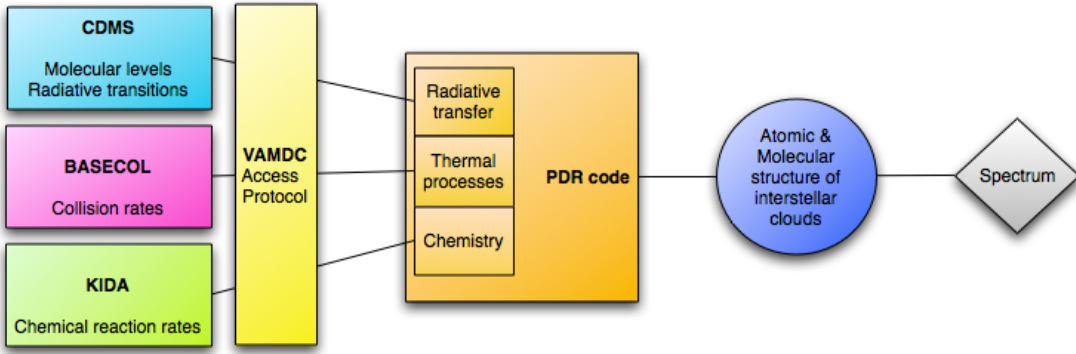 CDMS
Molecular levels
Radiative transitions
BASECOL
Collision rates
KIDA
Chemical reaction rates
VAMDC
Access
Protocol
Radiative
transfer
Thermal
processes
Chemistry
PDR code
Atomic &
Molecular
structure of
interstellar
clouds
Spectrum